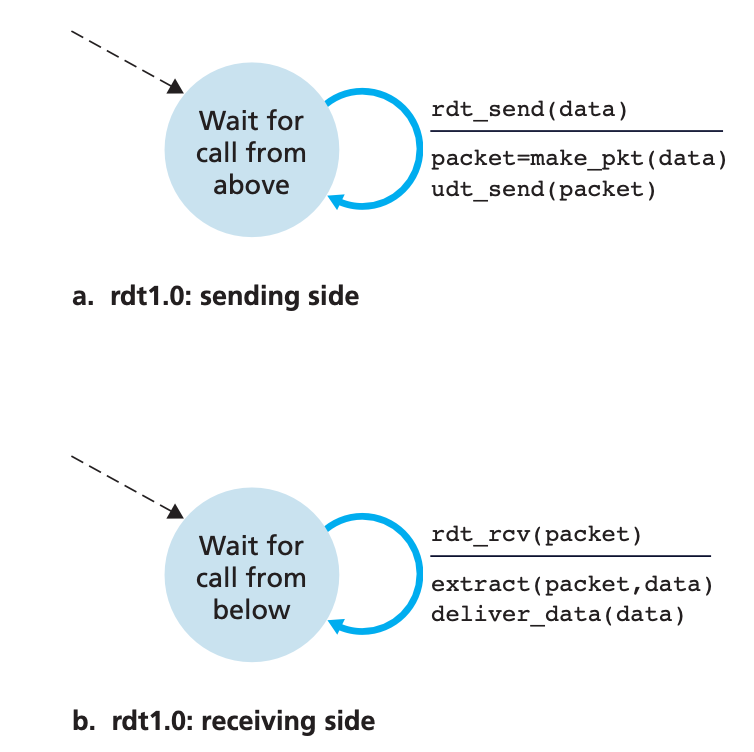 Wait for
call from
above
rdt_send(data)
packet=make_pkt(data)
udt_send(packet)
a. rdt1.0: sending side
Wait for
call from
below
rdt_rcv(packet)
extract(packet,data)
deliver_data(data)
b. rdt1.0: receiving side